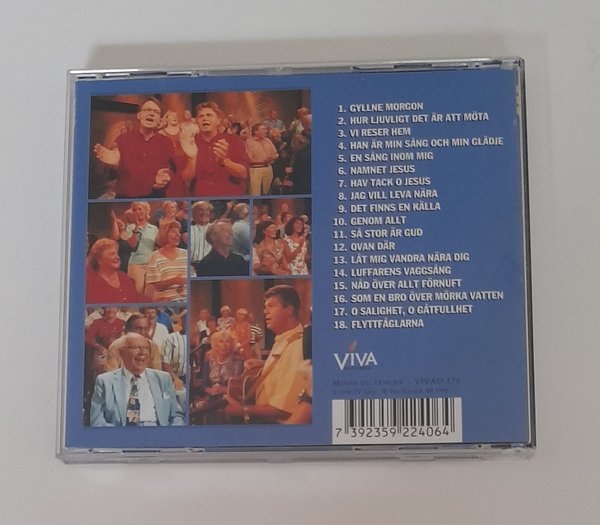 1. GYLLNE MORGON
2. HUR LJUVLIGT DET ÄR ATT MÖTA
3. VI RESER HEM
4. HAN ÄR MIN SÅNG OCH MIN GLÄDJE
5. EN SÅNG INOM MIG
6. NAMNET JESUS
7. HAV TACK O JESUS
8. JAG VILL LEVA NÄRA
9. DET FINNS EN KÄLLA
10. GENOM ALLT
11. SÅ STOR ÄR GUD
12. OVAN DÄR
13. LÅT MIG VANDRA NÄRA DIG
14. LUFFARENS VAGGSÅNG
15. NÅD ÖVER ALLT FÖRNUFT
16. SOM EN BRO ÖVER MÖRKA VATTEN
17. O SALIGHET, O GÅTFULLHET
18. FLYTTFÅGLARNA
VIVA
VIVAD 176
7 392359 224064